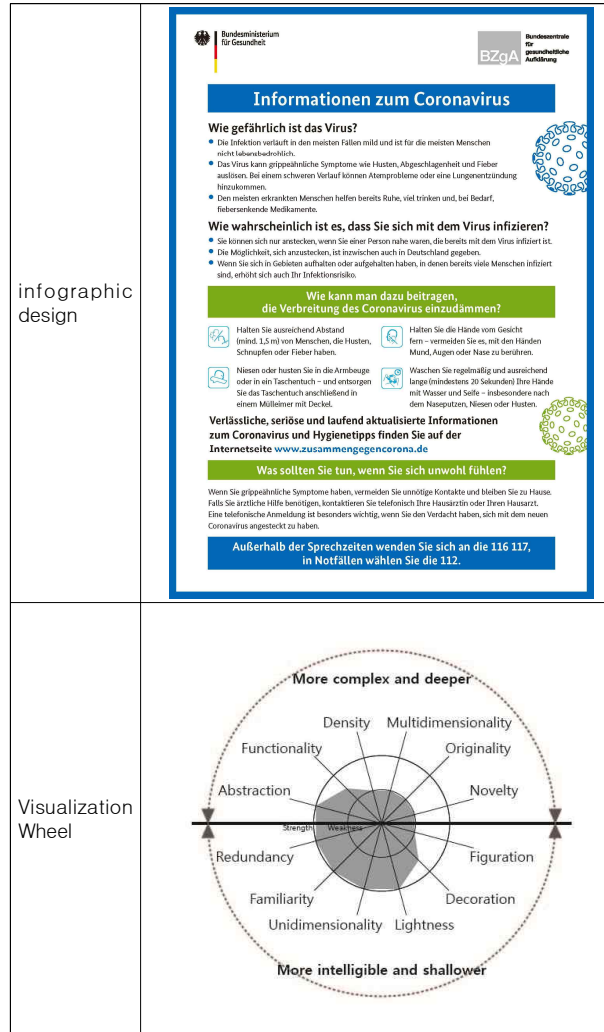 infographic
design
Bundesministerium
für Gesundheit
BZgA
Bundeszentrale
für
gesundheitliche
Aufklärung
Informationen zum Coronavirus
Wie gefährlich ist das Virus?
Die Infektion verläuft in den meisten Fällen mild und ist für die meisten Menschen
nicht lebensbedrohlich.
Das Virus kann grippeähnliche Symptome wie Husten, Abgeschlagenheit und Fieber
auslösen. Bei einem schweren Verlauf können Atemprobleme oder eine Lungenentzündung
hinzukommen.
Den meisten erkrankten Menschen helfen bereits Ruhe, viel trinken und, bei Bedarf,
fiebersenkende Medikamente.
Wie wahrscheinlich ist es, dass Sie sich mit dem Virus infizieren?
Sie können sich nur anstecken, wenn Sie einer Person nahe waren, die bereits mit dem Virus infiziert ist.
Die Möglichkeit, sich anzustecken, ist inzwischen auch in Deutschland gegeben.
Wenn Sie sich in Gebieten aufhalten oder aufgehalten haben, in denen bereits viele Menschen infiziert
sind, erhöht sich auch Ihr Infektionsrisiko.
Wie kann man dazu beitragen,
die Verbreitung des Coronavirus einzudämmen?
Halten Sie ausreichend Abstand
(mind. 1,5 m) von Menschen, die Husten,
Schnupfen oder Fieber haben.
Halten Sie die Hände vom Gesicht
fern – vermeiden Sie es, mit den Händen
Mund, Augen oder Nase zu berühren.
Niesen oder husten Sie in die Armbeuge
oder in ein Taschentuch – und entsorgen
Sie das Taschentuch anschließend in
einem Mülleimer mit Deckel.
Waschen Sie regelmäßig und ausreichend
lange (mindestens 20 Sekunden) Ihre Hände
mit Wasser und Seife – insbesondere nach
dem Naseputzen, Niesen oder Husten.
Verlässliche, seriöse und laufend aktualisierte Informationen
zum Coronavirus und Hygienetipps finden Sie auf der
Internetseite www.zusammengegencorona.de
Was sollten Sie tun, wenn Sie sich unwohl fühlen?
Wenn Sie grippeähnliche Symptome haben, vermeiden Sie unnötige Kontakte und bleiben Sie zu Hause.
Falls Sie ärztliche Hilfe benötigen, kontaktieren Sie telefonisch Ihre Hausärztin oder Ihren Hausarzt.
Eine telefonische Anmeldung ist besonders wichtig, wenn Sie den Verdacht haben, sich mit dem neuen
Coronavirus angesteckt zu haben.
Außerhalb der Sprechzeiten wenden Sie sich an die 116 117,
in Notfällen wählen Sie die 112.
Visualization
Wheel
More complex and deeper
Density
Multidimensionality
Functionality
Originality
Abstraction
Novelty
Strength
Weakness
Redundancy
Figuration
Familiarity
Decoration
Unidimensionality
Lightness
More intelligible and shallower